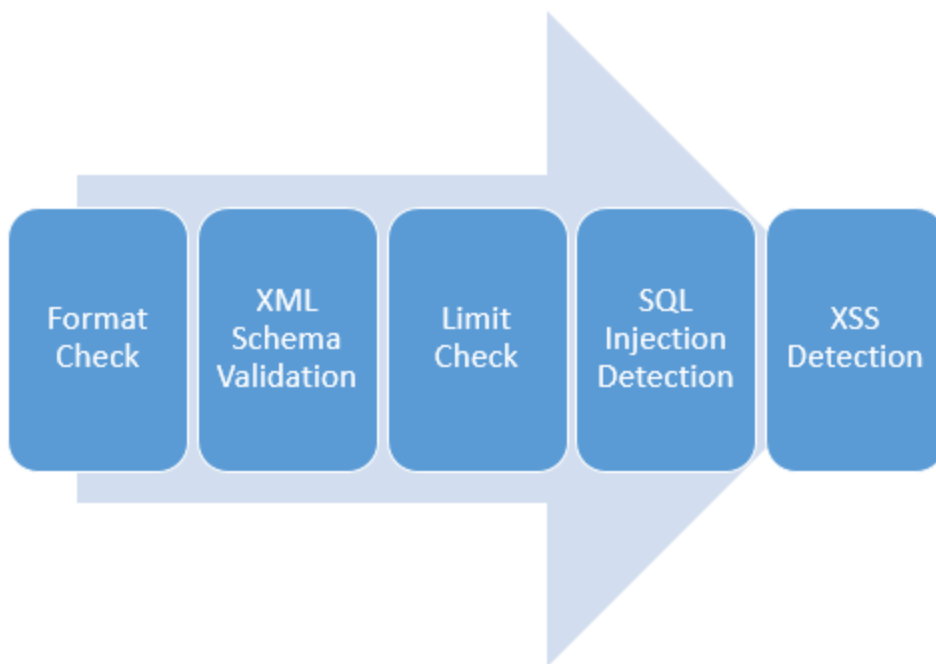 Format
Check
XML
Schema
Validation
Limit
Check
SQL
Injection
Detection
XSS
Detection